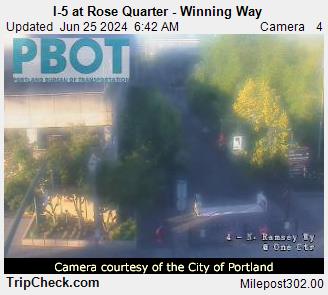 I-5 at Rose Quarter - Winning Way
Updated Jun 25 2024 6:42 AM Camera 4
PBOT
PORTLAND BUREAU OF TRANSPORTATION
4 - N. Ramsey Wy
@ One Ctr
Camera courtesy of the City of Portland
TripCheck.com Milepost302.00